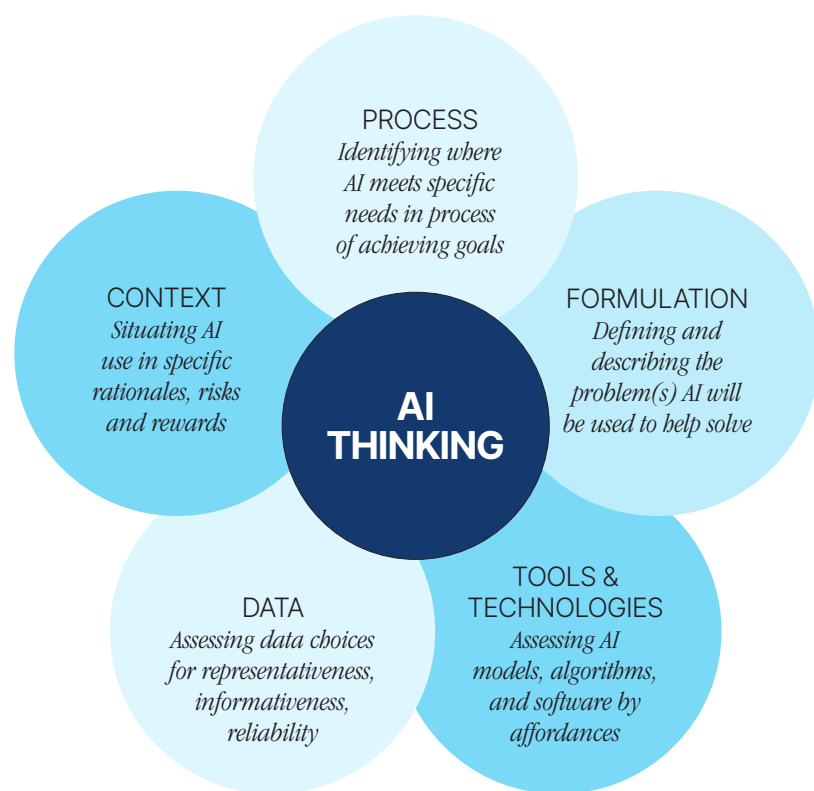 PROCESS
Identifying where
AI meets specific
needs in process
of achieving goals
CONTEXT
Situating AI
use in specific
rationales, risks
and rewards
FORMULATION
Defining and
describing the
problem(s) AI will
be used to help solve
AI
THINKING
DATA
Assessing data choices
for representativeness,
informativeness,
reliability
TOOLS &
TECHNOLOGIES
Assessing AI
models, algorithms,
and software by
affordances